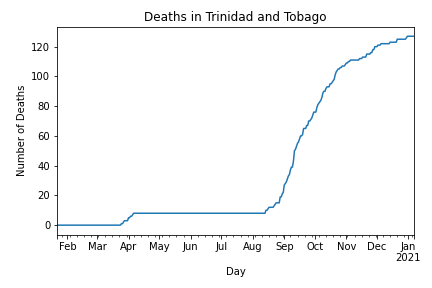 Deaths in Trinidad and Tobago
Number of Deaths
120
100
80
60
40
20
0
Feb Mar Apr May Jun Jul Aug Sep Oct Nov Dec Jan
2021
Day